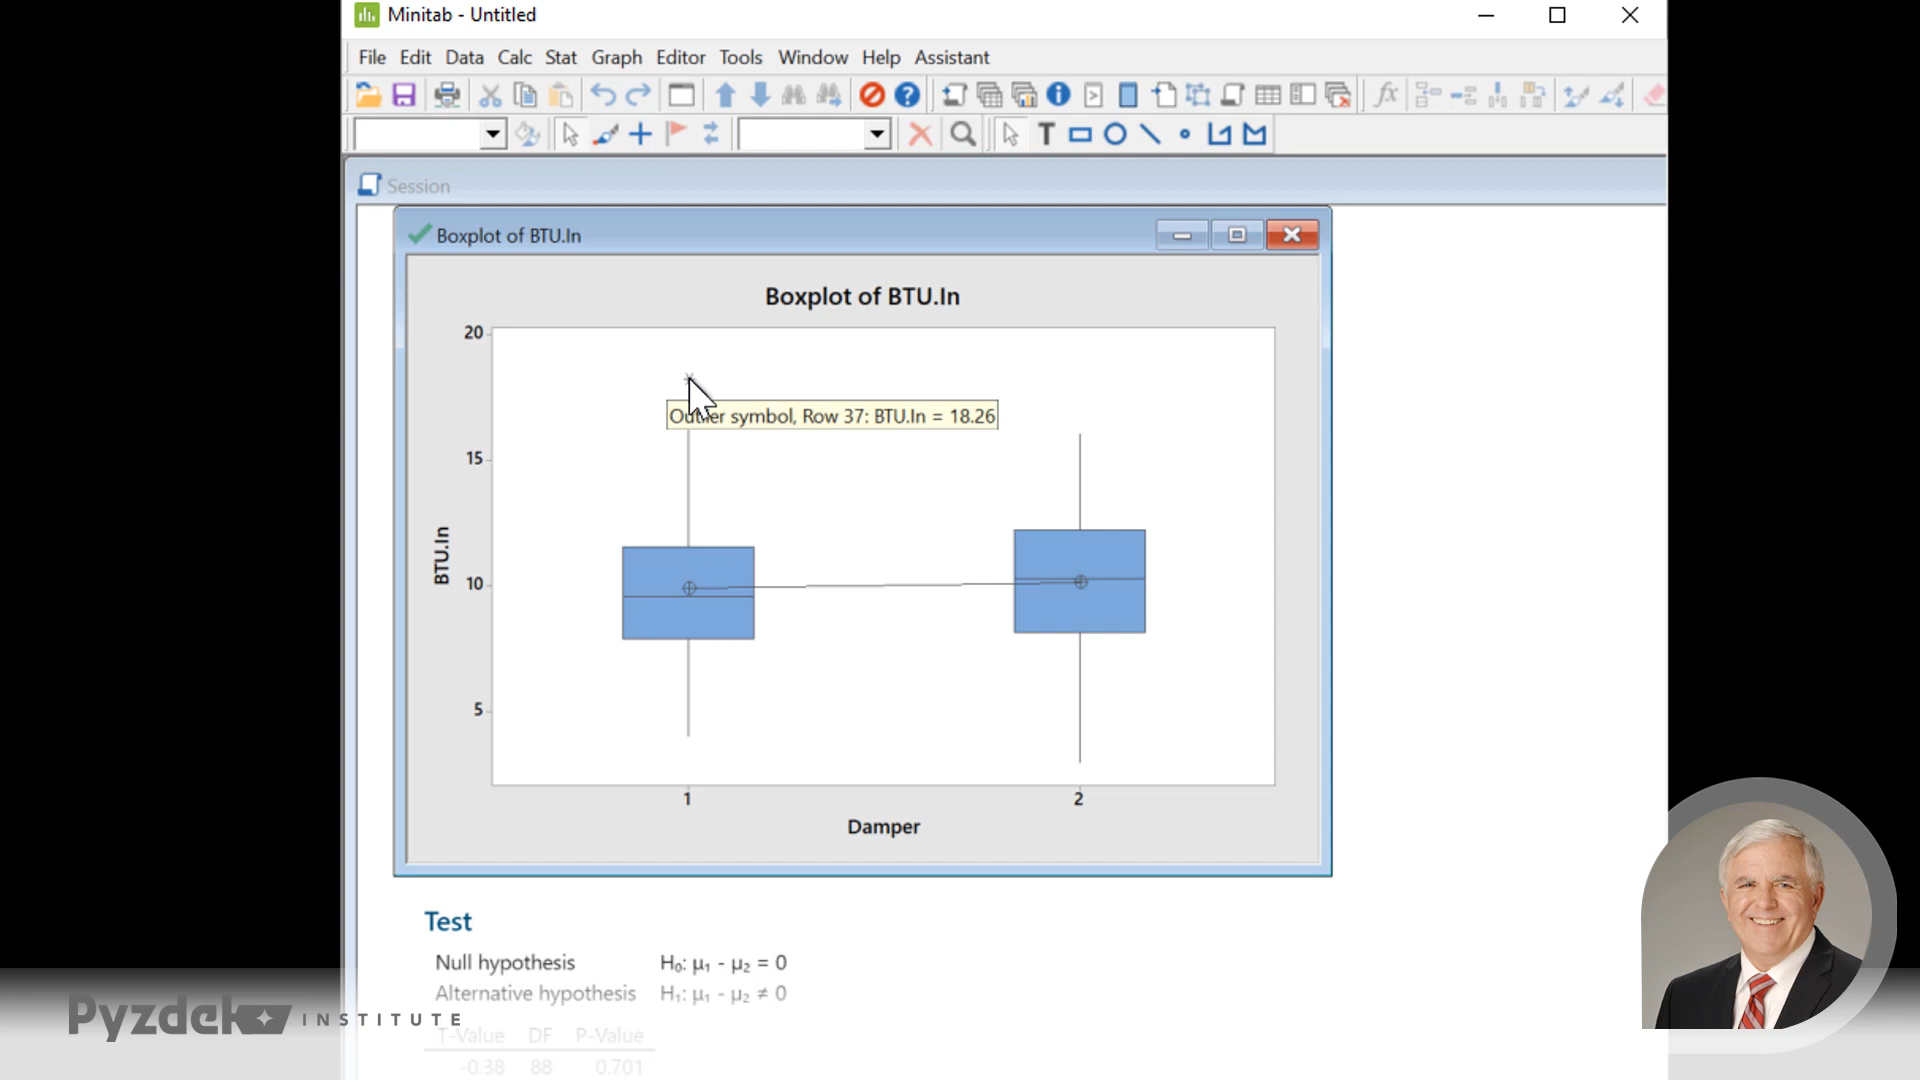 Minitab - Untitled
File Edit Data Calc Stat Graph Editor Tools Window Help Assistant
Session
Boxplot of BTU.In
Boxplot of BTU.In
20
15
10
5
BTU.In
Outlier symbol, Row 37: BTU.In = 18.26
1 2
Damper
Test
Null hypothesis H₀: μ₁ - μ₂ = 0
Alternative hypothesis H₁: μ₁ - μ₂ ≠ 0
T-Value DF P-Value
-0.38 88 0.701
Pyzdek INSTITUTE